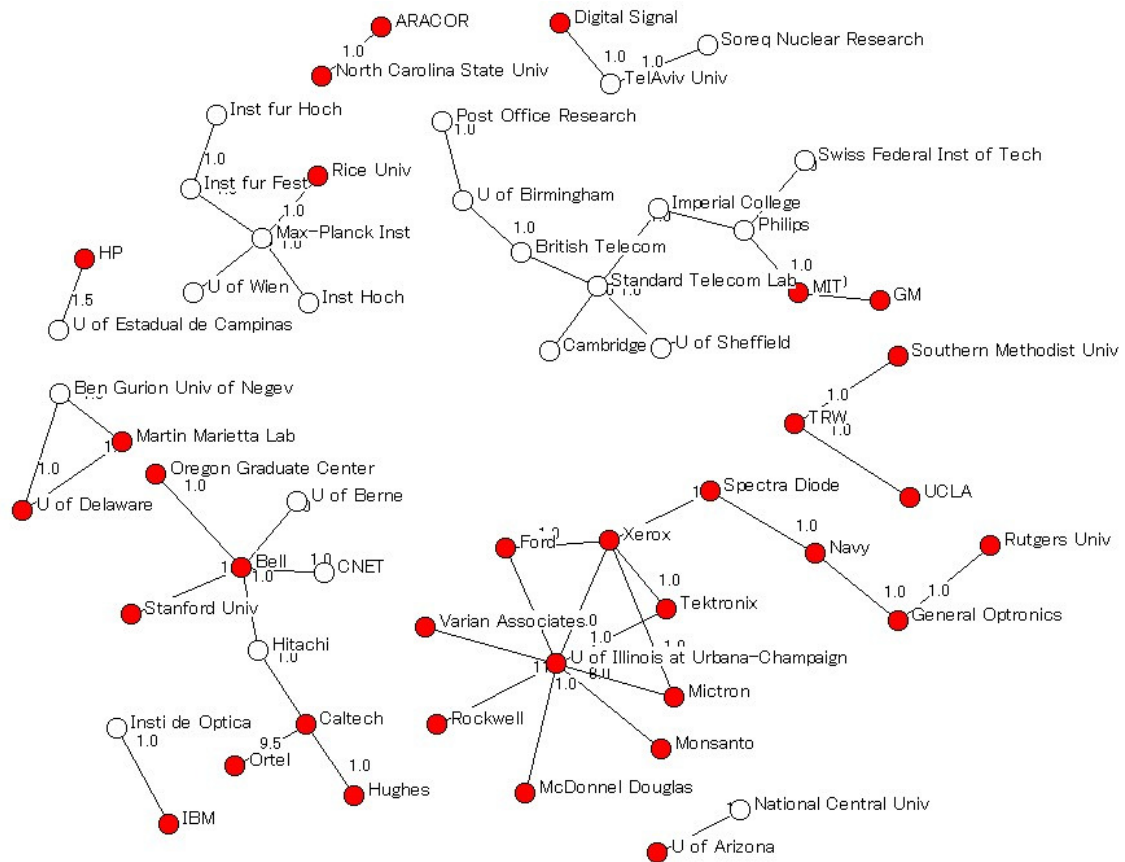 ARACOR
1.0
North Carolina State Univ
Digital Signal
Soreq Nuclear Research
1.0
1.0
TelAviv Univ
Inst fur Hoch
1.0
Inst fur Fest
Rice Univ
1.0
Max-Planck Inst
1.0
U of Wien
Inst Hoch
Post Office Research
1.0
U of Birmingham
1.0
British Telecom
Swiss Federal Inst of Tech
Imperial College
Philips
1.0
Standard Telecom Lab
1.0
MIT
GM
Cambridge
U of Sheffield
HP
1.5
U of Estadual de Campinas
Southern Methodist Univ
1.0
TRW
1.0
UCLA
Ben Gurion Univ of Negev
Martin Marietta Lab
1.0
U of Delaware
Oregon Graduate Center
1.0
U of Berne
Bell
1.0
1.0
CNET
Stanford Univ
Hitachi
1.0
Spectra Diode
1.0
Navy
Rutgers Univ
1.0
1.0
General Optronics
Ford
1.0
Xerox
1.0
Tektronix
Varian Associates
1.0
U of Illinois at Urbana-Champaign
1.0
1.0
Mictron
Rockwell
Monsanto
McDonnel Douglas
Insti de Optica
1.0
IBM
Caltech
9.5
Ortel
1.0
Hughes
National Central Univ
U of Arizona